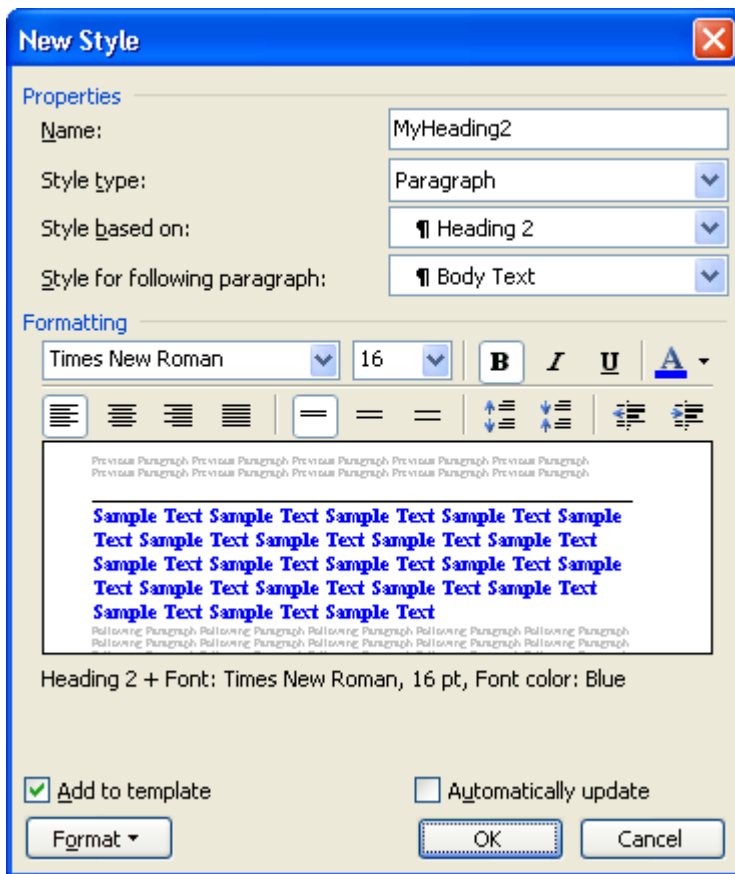 New Style
Properties
Name: MyHeading2
Style type: Paragraph
Style based on: ¶ Heading 2
Style for following paragraph: ¶ Body Text
Formatting
Times New Roman 16 B I U A
Previous Paragraph Previous Paragraph Previous Paragraph Previous Paragraph Previous Paragraph
Previous Paragraph Previous Paragraph Previous Paragraph Previous Paragraph Previous Paragraph
Sample Text Sample Text Sample Text Sample Text Sample
Text Sample Text Sample Text Sample Text Sample Text
Sample Text Sample Text Sample Text Sample Text Sample
Text Sample Text Sample Text Sample Text Sample Text
Sample Text Sample Text Sample Text
Following Paragraph Following Paragraph Following Paragraph Following Paragraph Following Paragraph
Following Paragraph Following Paragraph Following Paragraph Following Paragraph Following Paragraph
Heading 2 + Font: Times New Roman, 16 pt, Font color: Blue
Add to template Automatically update
Format OK Cancel